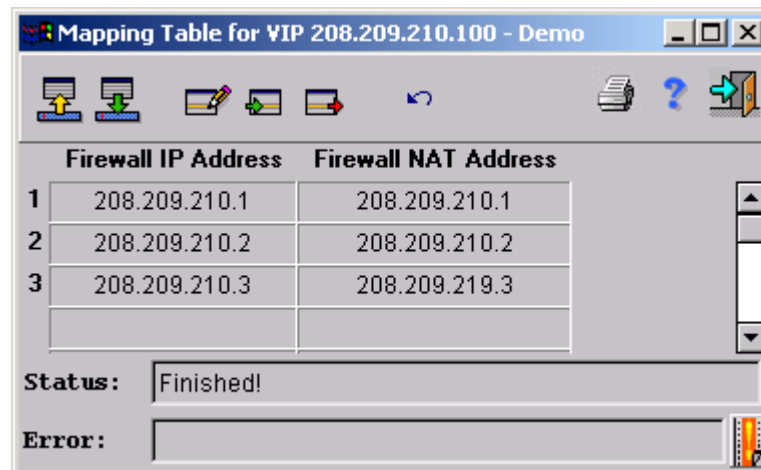 Mapping Table for VIP 208.209.210.100 - Demo
Firewall IP Address Firewall NAT Address
1 208.209.210.1 208.209.210.1
2 208.209.210.2 208.209.210.2
3 208.209.210.3 208.209.219.3
Status: Finished!
Error: